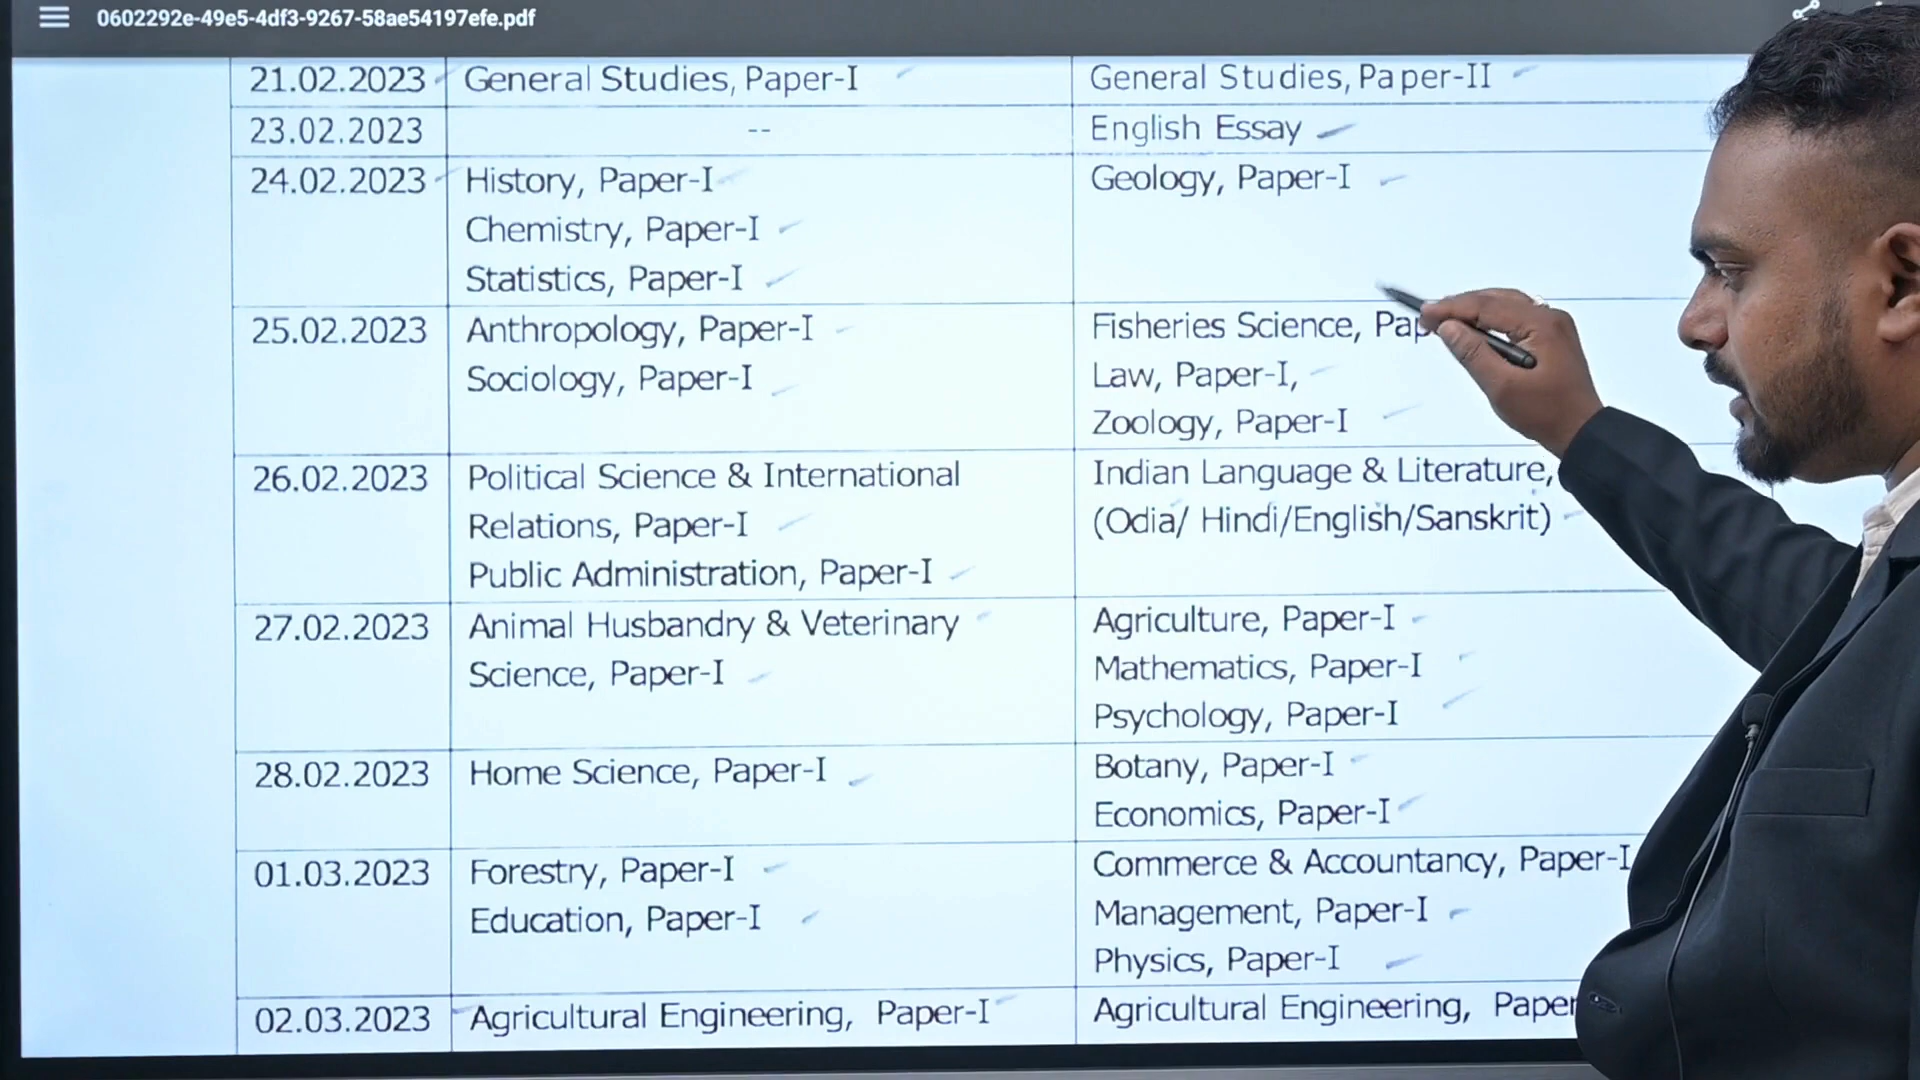 0602292e-49e5-4df3-9267-58ae54197efe.pdf
21.02.2023 General Studies, Paper-I General Studies, Paper-II
23.02.2023 -- English Essay
24.02.2023 History, Paper-I Geology, Paper-I
Chemistry, Paper-I
Statistics, Paper-I
25.02.2023 Anthropology, Paper-I Fisheries Science,
Sociology, Paper-I Law, Paper-I,
Zoology, Paper-I
26.02.2023 Political Science & International Indian Language & Literature,
Relations, Paper-I (Odia/ Hindi/English/Sanskrit)
Public Administration, Paper-I
27.02.2023 Animal Husbandry & Veterinary Agriculture, Paper-I
Science, Paper-I Mathematics, Paper-I
Psychology, Paper-I
28.02.2023 Home Science, Paper-I Botany, Paper-I
Economics, Paper-I
01.03.2023 Forestry, Paper-I Commerce & Accountancy, Paper-I
Education, Paper-I Management, Paper-I
Physics, Paper-I
02.03.2023 Agricultural Engineering, Paper-I Agricultural Engineering, Paper